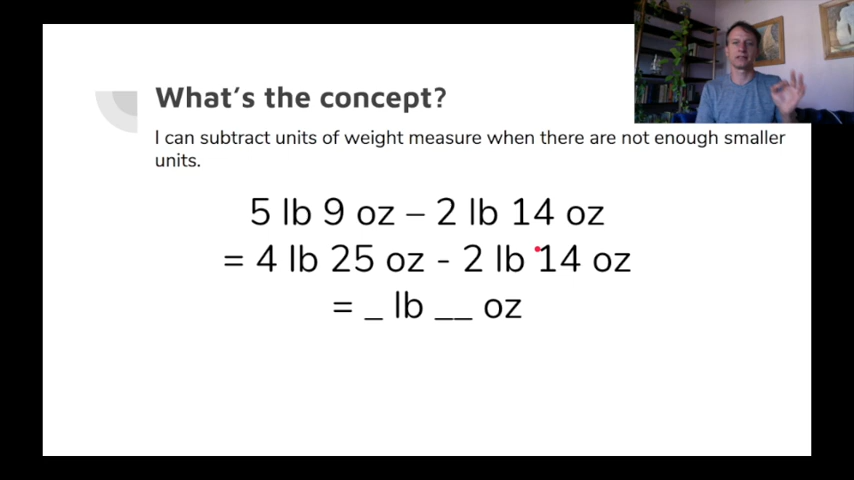 What's the concept?
I can subtract units of weight measure when there are not enough smaller
units.
5 lb 9 oz – 2 lb 14 oz
= 4 lb 25 oz - 2 lb 14 oz
= _ lb __ oz